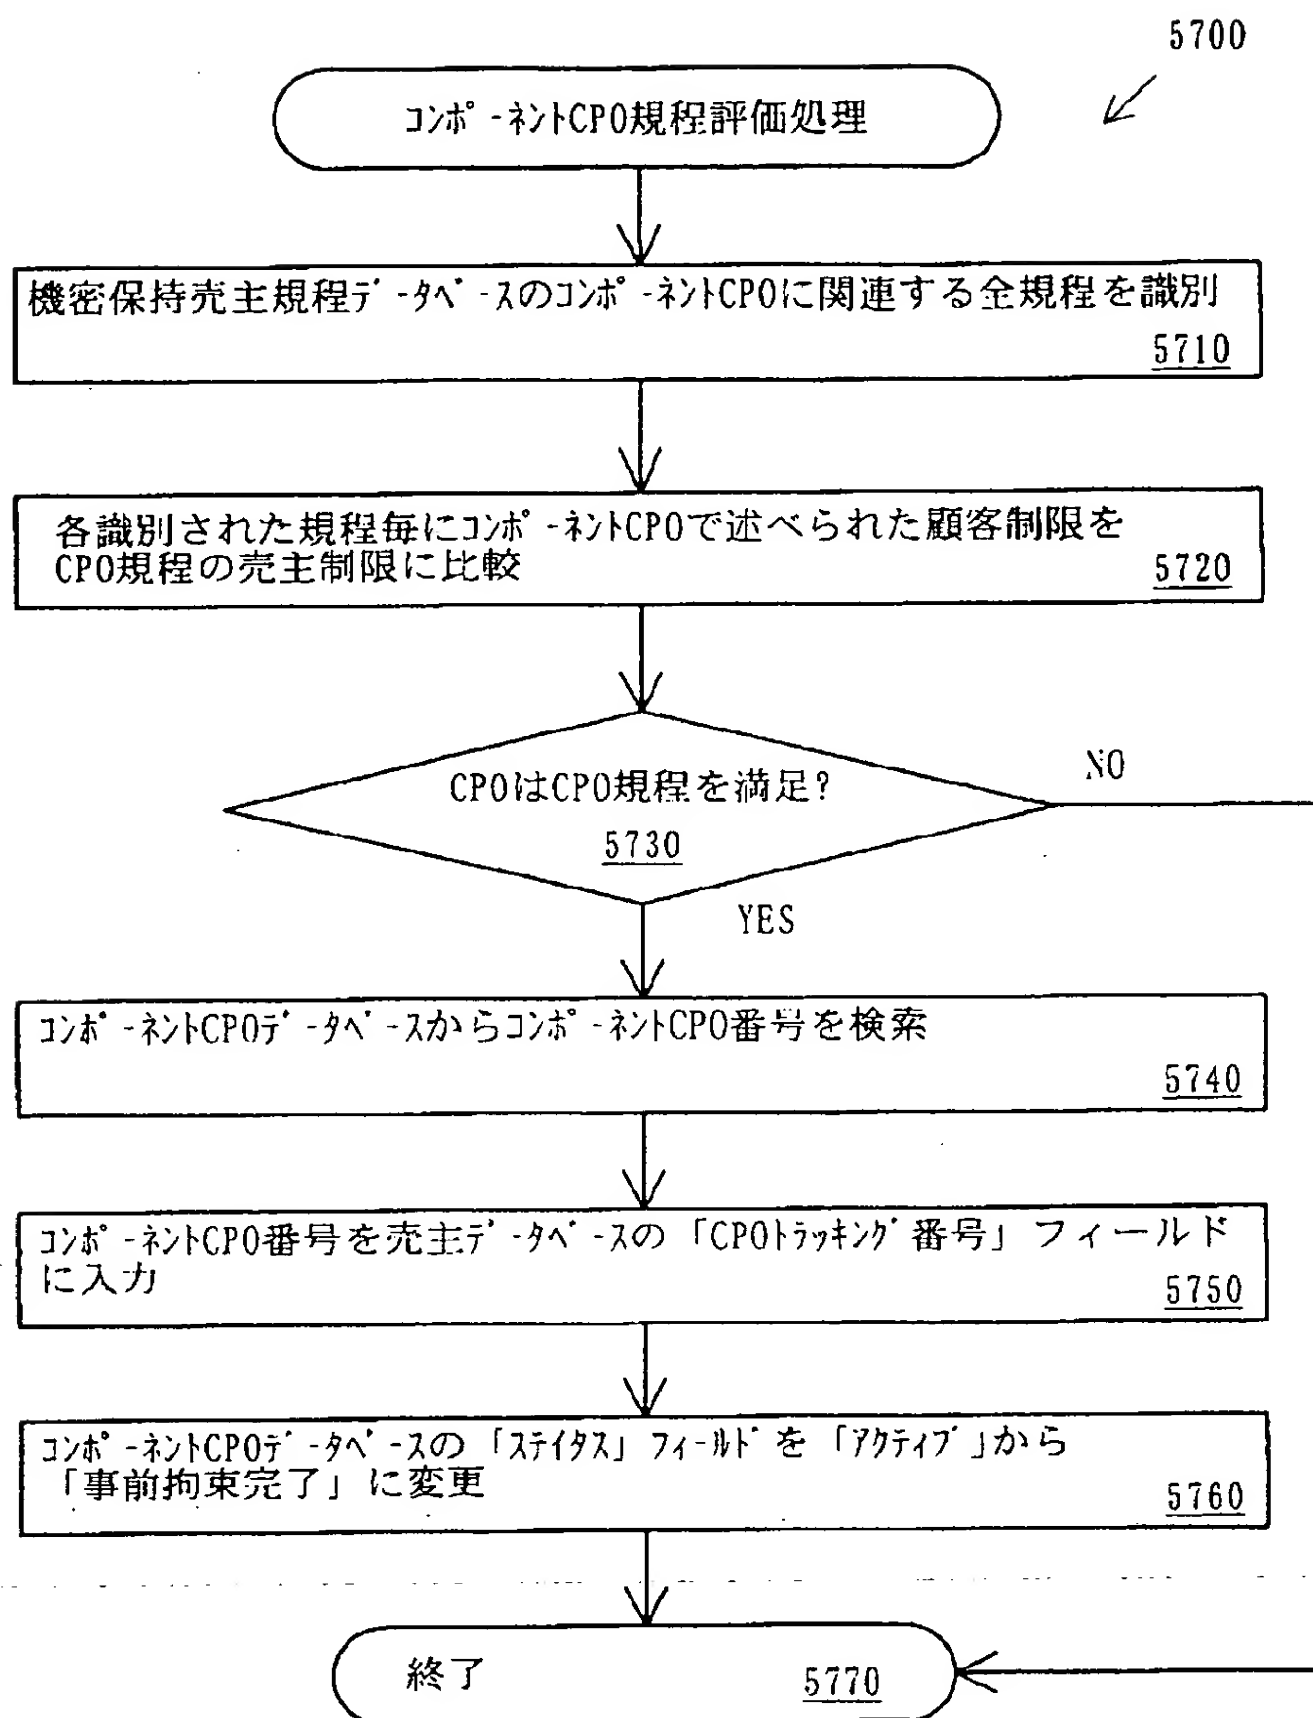 5700
コンポーネントCPO規程評価処理
機密保持売主規程データベースのコンポーネントCPOに関連する全規程を識別
5710
各識別された規程毎にコンポーネントCPOで述べられた顧客制限を
CPO規程の売主制限に比較
5720
CPOはCPO規程を満足?
NO
5730
YES
コンポーネントCPOデータベースからコンポーネントCPO番号を検索
5740
コンポーネントCPO番号を売主データベースの「CPOトラッキング番号」フィールド
に入力
5750
コンポーネントCPOデータベースの「ステイタス」フィールドを「アクティブ」から
「事前拘束完了」に変更
5760
終了
5770